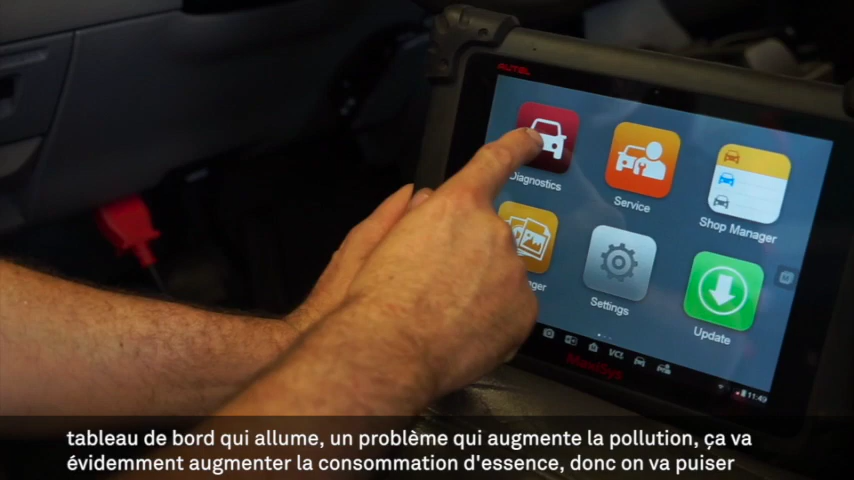 AUTEL
Diagnostics
Service
Shop Manager
Settings
Update
VCI
MaxiSys
11:49
tableau de bord qui allume, un problème qui augmente la pollution, ça va
évidemment augmenter la consommation d'essence, donc on va puiser